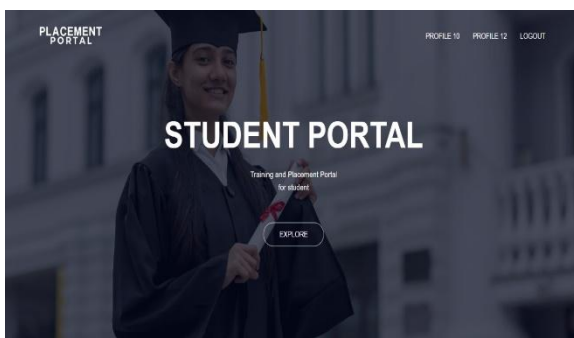 PLACEMENT
PORTAL
PROFILE 10
PROFILE 12
LOGOUT
STUDENT PORTAL
Training and Placement Portal
for student
EXPLORE